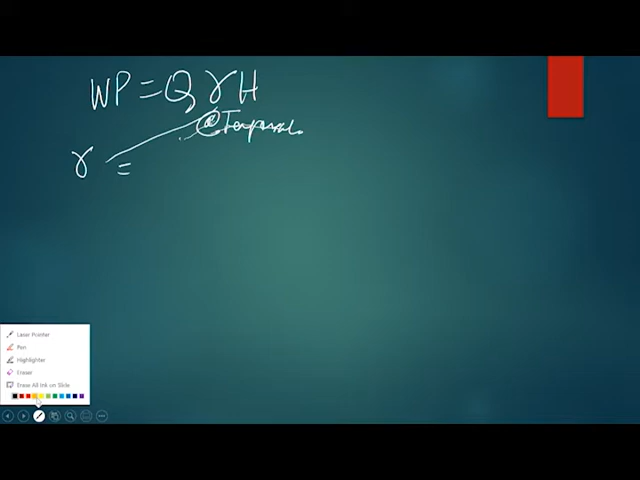 WP = QγH
γ =
Laser Pointer
Pen
Highlighter
Eraser
Erase All Ink on Slide